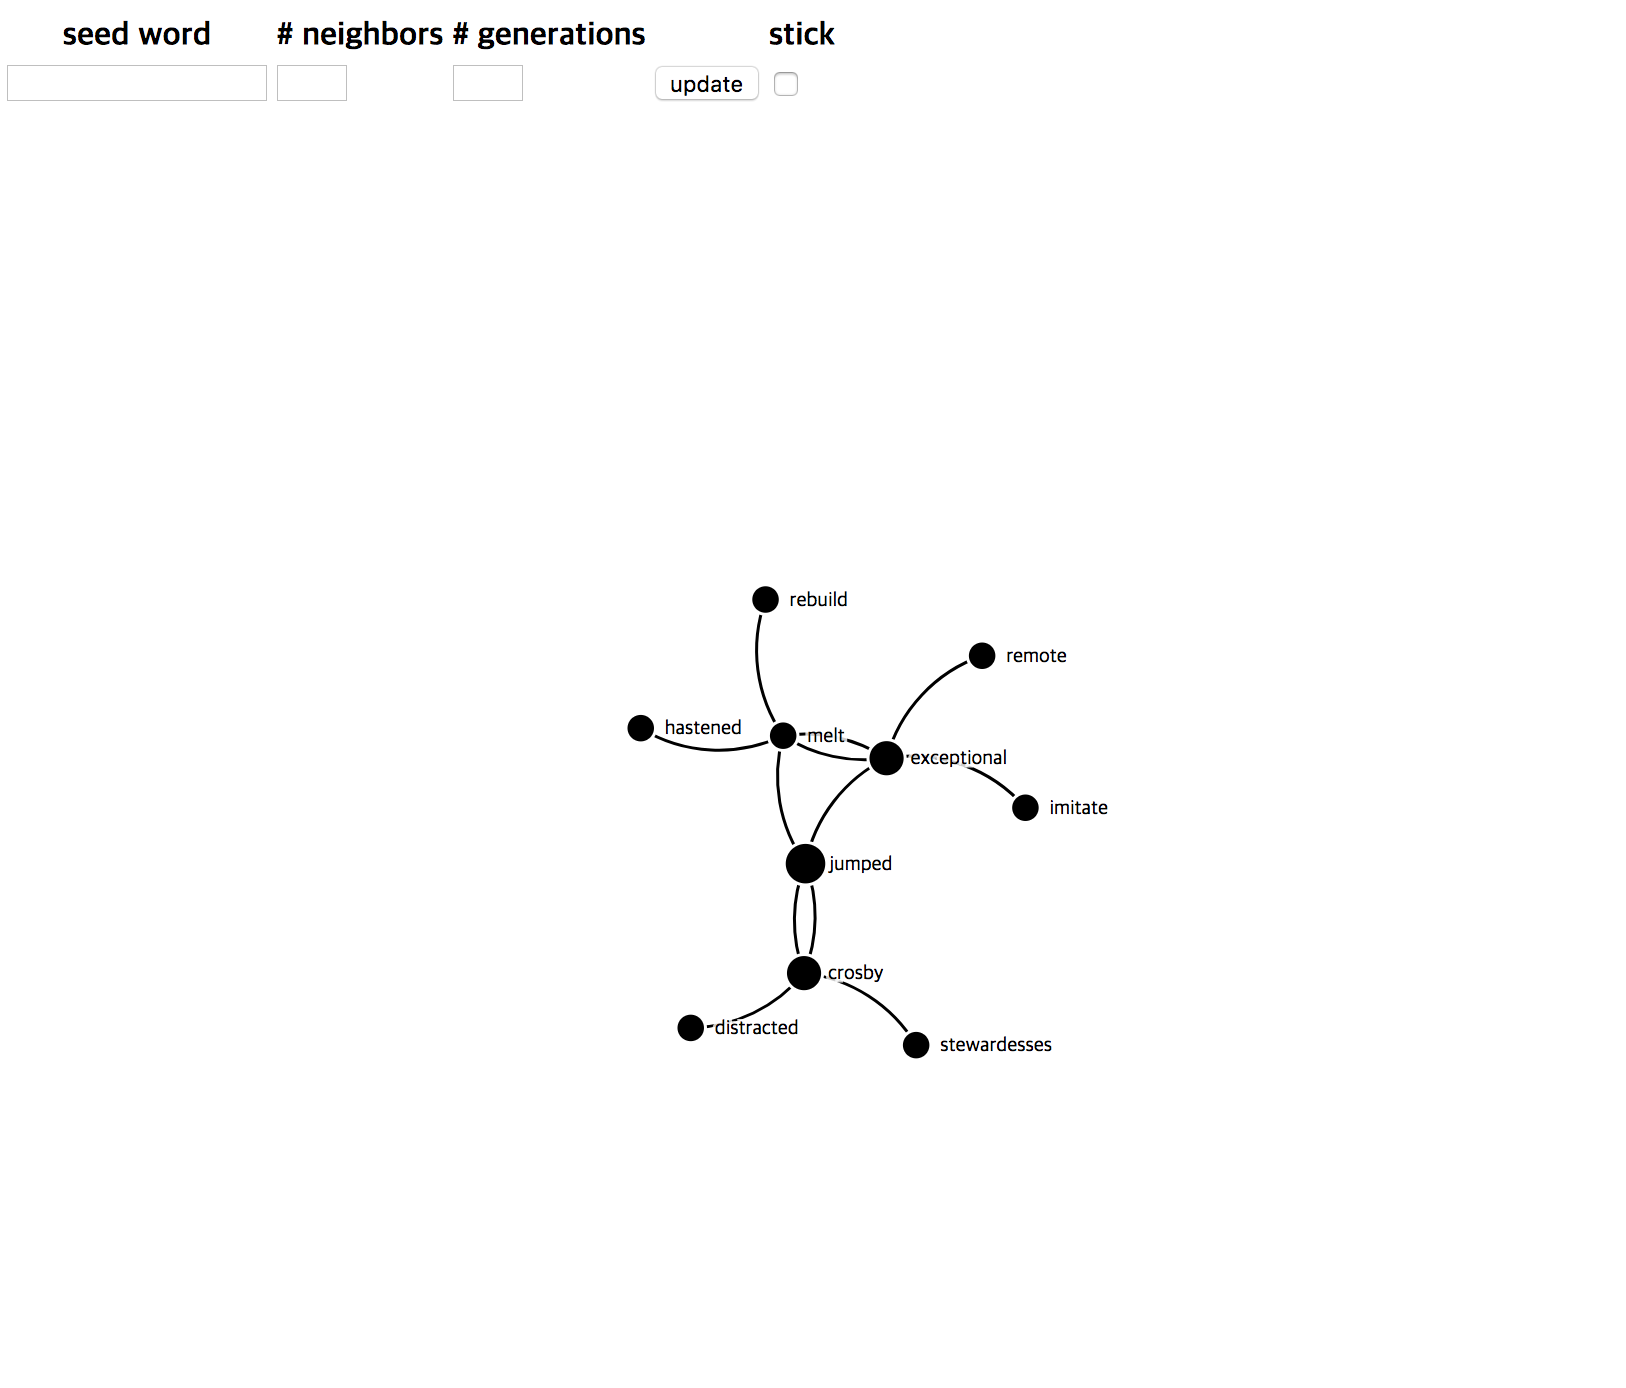 seed word # neighbors # generations stick
update
rebuild
remote
hastened
melt
exceptional
imitate
jumped
crosby
distracted
stewardesses